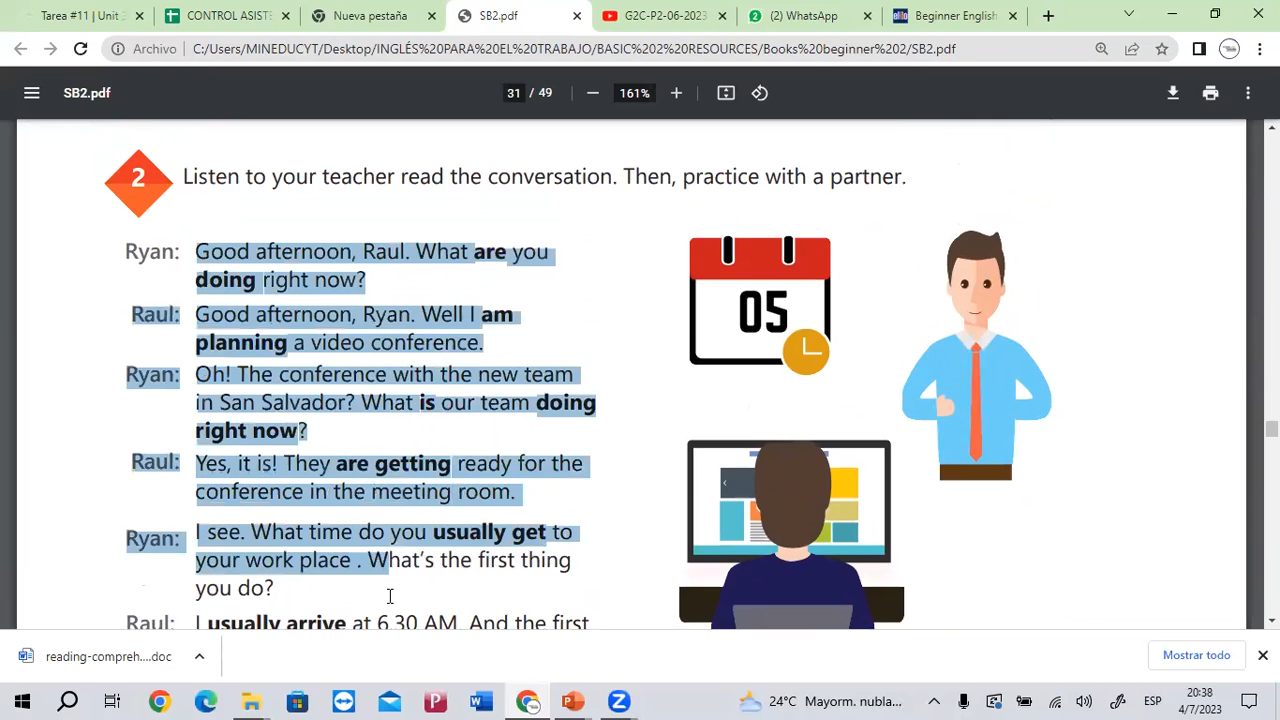 Tarea #11 | Unit
CONTROL ASIST
Nueva pestaña
SB2.pdf
G2C-P2-06-2023
(2) WhatsApp
Beginner English
Archivo
C:/Users/MINEDUCYT/Desktop/INGLÉS%20PARA%20EL%20TRABAJO/BASIC%202%20RESOURCES/Books%20beginner%202/SB2.pdf
SB2.pdf
31 / 49
161%
2
Listen to your teacher read the conversation. Then, practice with a partner.
Ryan: Good afternoon, Raul. What are you
doing right now?
Raul: Good afternoon, Ryan. Well I am
planning a video conference.
Ryan: Oh! The conference with the new team
in San Salvador? What is our team doing
right now?
Raul: Yes, it is! They are getting ready for the
conference in the meeting room.
Ryan: I see. What time do you usually get to
your work place . What's the first thing
you do?
Raul: I usually arrive at 6.30 AM. And the first
05
reading-compreh....doc
Mostrar todo
24°C Mayorm. nubla...
ESP
20:38
4/7/2023